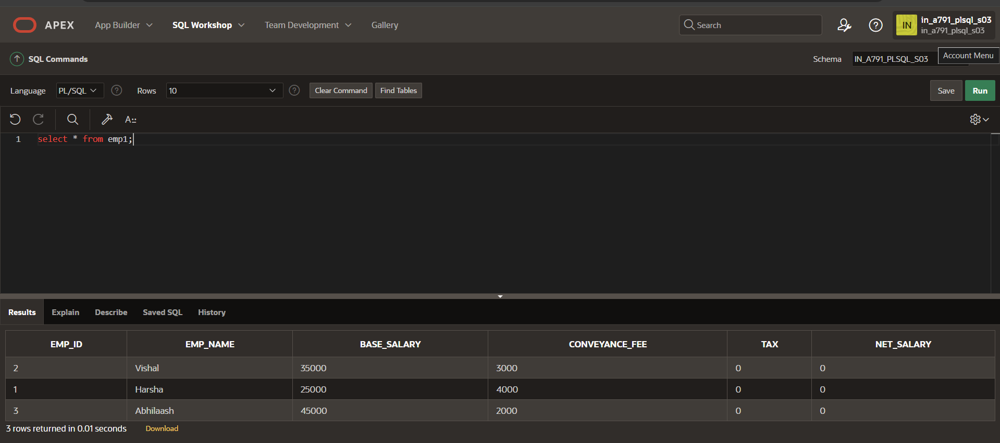 APEX App Builder SQL Workshop Team Development Gallery Search ? IN in_a791_plsql_s03
in_a791_plsql_s03
SQL Commands Schema IN_A791_PLSQL_S03 Account Menu
Language PL/SQL ? Rows 10 ? Clear Command Find Tables Save Run
A::
1 select * from emp1;
Results Explain Describe Saved SQL History
EMP_ID EMP_NAME BASE_SALARY CONVEYANCE_FEE TAX NET_SALARY
2 Vishal 35000 3000 0 0
1 Harsha 25000 4000 0 0
3 Abhilaash 45000 2000 0 0
3 rows returned in 0.01 seconds Download